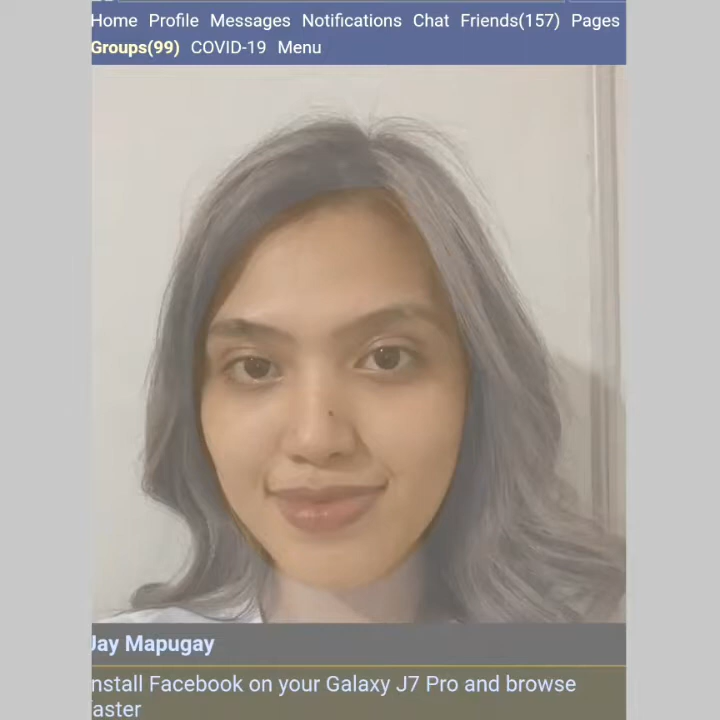 Home Profile Messages Notifications Chat Friends(157) Pages
Groups(99) COVID-19 Menu
Jay Mapugay
nstall Facebook on your Galaxy J7 Pro and browse
faster